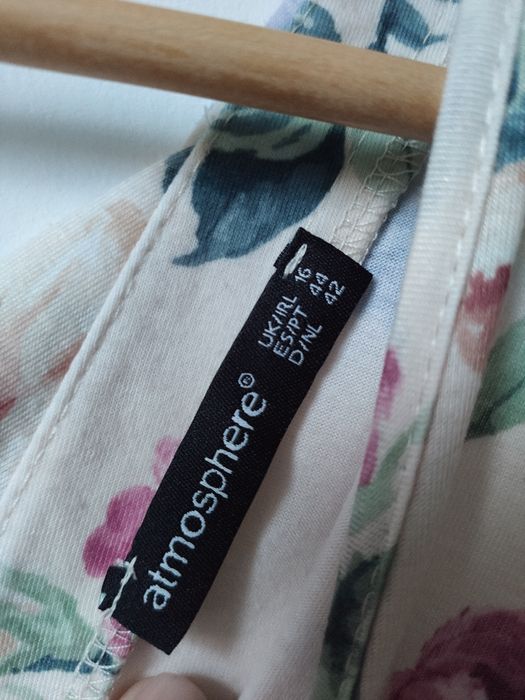 atmosphere®
UK/IRL 16
ES/PT 44
D/NL 42